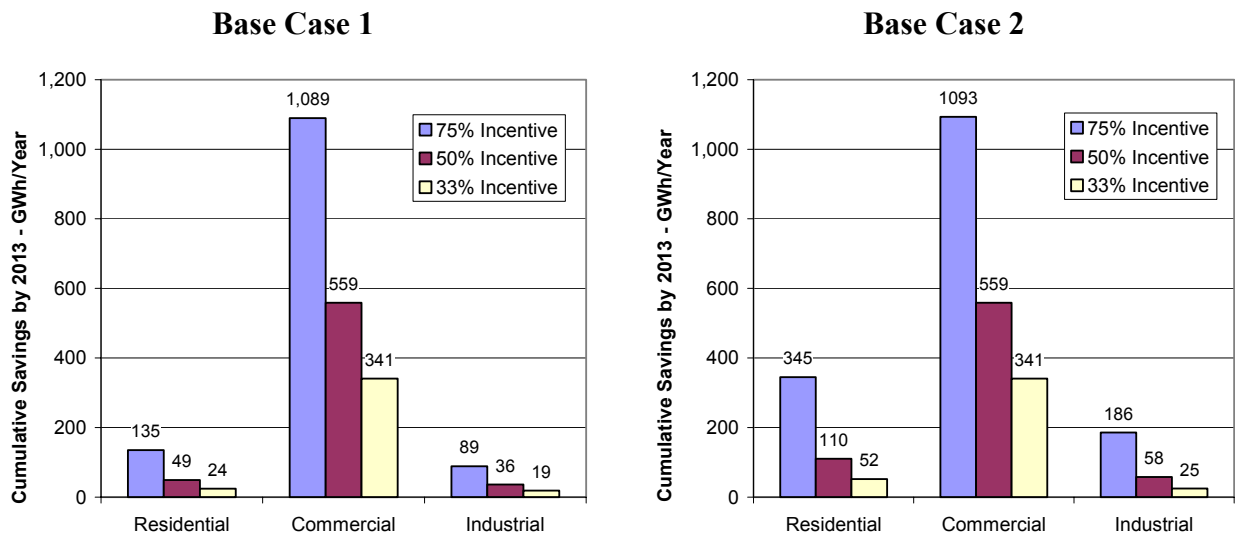 Base Case 1
Cumulative Savings by 2013 - GWh/Year
1,200
1,000
800
600
400
200
0
1,089
559
341
135
49
24
89
36
19
75% Incentive
50% Incentive
33% Incentive
Residential
Commercial
Industrial
Base Case 2
Cumulative Savings by 2013 - GWh/Year
1,200
1,000
800
600
400
200
0
1093
559
341
345
110
52
186
58
25
75% Incentive
50% Incentive
33% Incentive
Residential
Commercial
Industrial